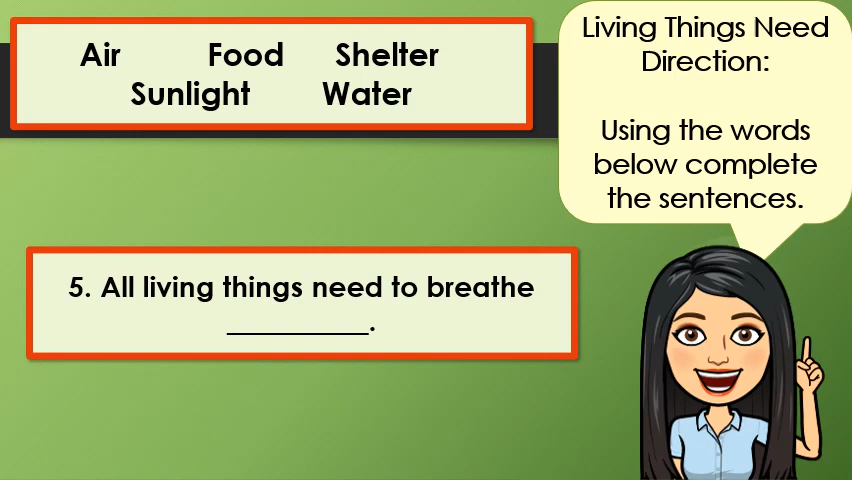 Air Food Shelter
Sunlight Water
Living Things Need
Direction:
Using the words
below complete
the sentences.
5. All living things need to breathe
__________.